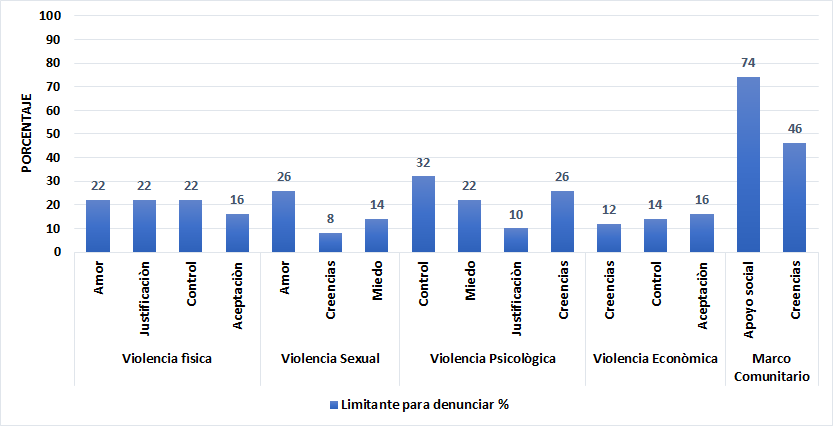 100
90
80
70
60
50
40
30
20
10
0
PORCENTAJE
22
22
22
16
26
8
14
32
22
10
26
12
14
16
74
46
Amor
Justificaciòn
Control
Aceptaciòn
Amor
Creencias
Miedo
Control
Miedo
Justificaciòn
Creencias
Creencias
Control
Aceptaciòn
Apoyo social
Creencias
Violencia fìsica
Violencia Sexual
Violencia Psicològica
Violencia Econòmica
Marco
Comunitario
Limitante para denunciar %